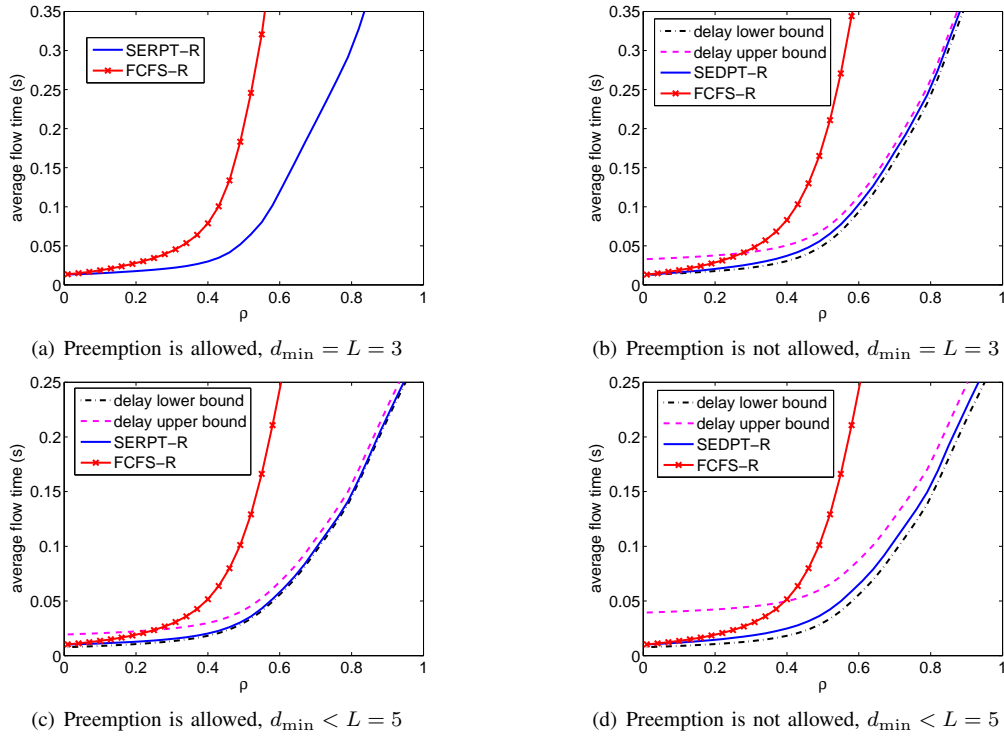 0.35
0.3
0.25
0.2
0.15
0.1
0.05
0
average flow time (s)
SERPT−R
FCFS−R
0 0.2 0.4 0.6 0.8 1
ρ
(a) Preemption is allowed, d_min = L = 3
0.35
0.3
0.25
0.2
0.15
0.1
0.05
0
average flow time (s)
delay lower bound
delay upper bound
SEDPT−R
FCFS−R
0 0.2 0.4 0.6 0.8 1
ρ
(b) Preemption is not allowed, d_min = L = 3
0.25
0.2
0.15
0.1
0.05
0
average flow time (s)
delay lower bound
delay upper bound
SERPT−R
FCFS−R
0 0.2 0.4 0.6 0.8 1
ρ
(c) Preemption is allowed, d_min < L = 5
0.25
0.2
0.15
0.1
0.05
0
average flow time (s)
delay lower bound
delay upper bound
SEDPT−R
FCFS−R
0 0.2 0.4 0.6 0.8 1
ρ
(d) Preemption is not allowed, d_min < L = 5